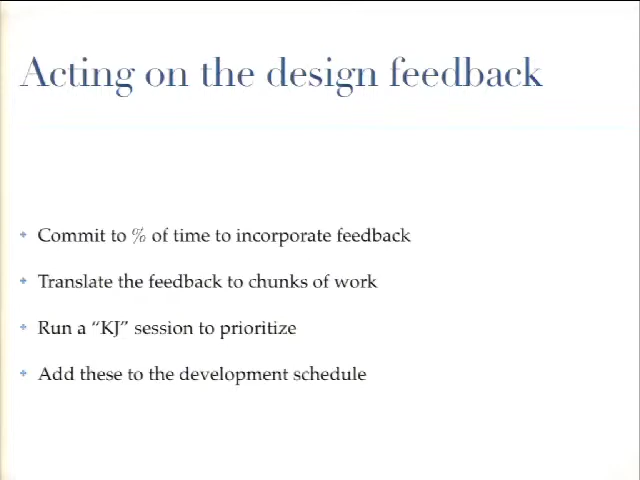 Acting on the design feedback
Commit to % of time to incorporate feedback
Translate the feedback to chunks of work
Run a “KJ” session to prioritize
Add these to the development schedule